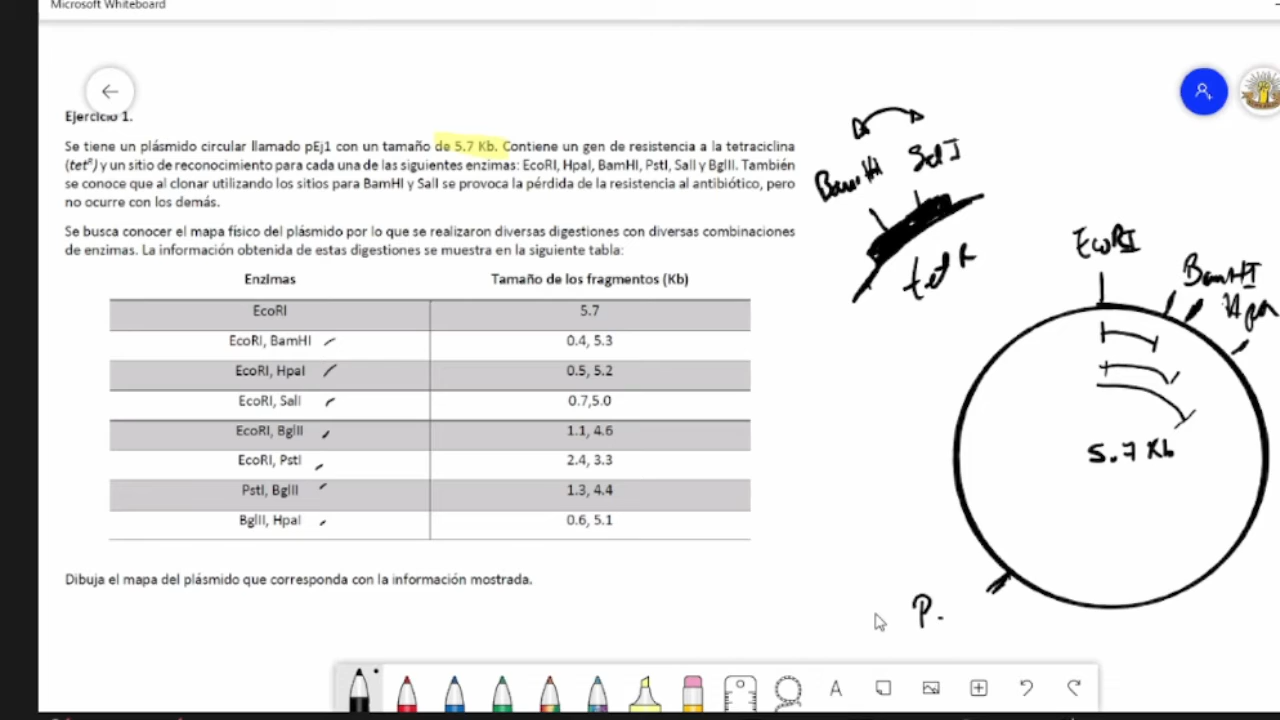 Microsoft Whiteboard
Ejercicio 1.
Se tiene un plásmido circular llamado pEj1 con un tamaño de 5.7 Kb. Contiene un gen de resistencia a la tetraciclina
(tetᴿ) y un sitio de reconocimiento para cada una de las siguientes enzimas: EcoRI, HpaI, BamHI, PstI, SalI y BglII. También
se conoce que al clonar utilizando los sitios para BamHI y SalI se provoca la pérdida de la resistencia al antibiótico, pero
no ocurre con los demás.
Se busca conocer el mapa físico del plásmido por lo que se realizaron diversas digestiones con diversas combinaciones
de enzimas. La información obtenida de estas digestiones se muestra en la siguiente tabla:
Enzimas Tamaño de los fragmentos (Kb)
EcoRI 5.7
EcoRI, BamHI 0.4, 5.3
EcoRI, HpaI 0.5, 5.2
EcoRI, SalI 0.7,5.0
EcoRI, BglII 1.1, 4.6
EcoRI, PstI 2.4, 3.3
PstI, BglII 1.3, 4.4
BglII, HpaI 0.6, 5.1
Dibuja el mapa del plásmido que corresponda con la información mostrada.
BamHI SalI
tet R
EcoRI
BamHI
Hpa
5.7 Kb
P.
A